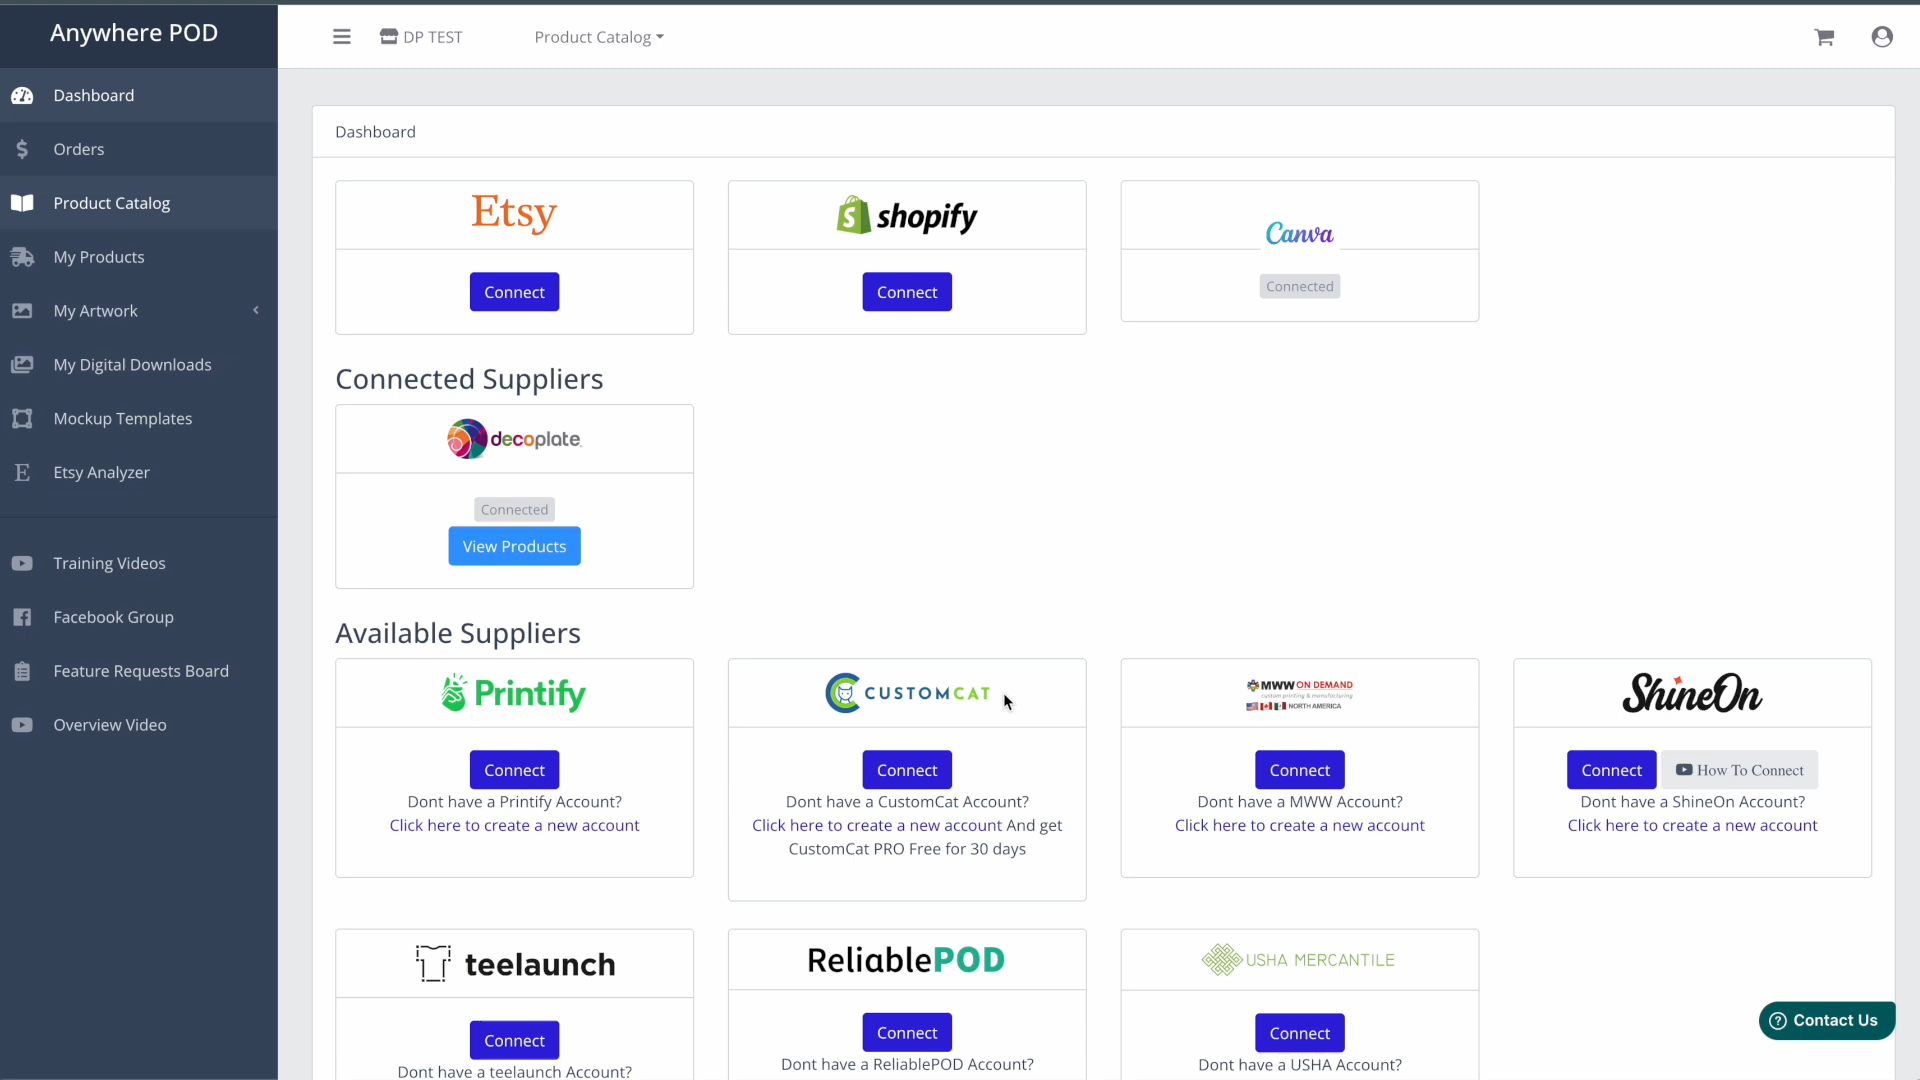 Anywhere POD
DP TEST
Product Catalog
Dashboard
Orders
Product Catalog
My Products
My Artwork
My Digital Downloads
Mockup Templates
Etsy Analyzer
Training Videos
Facebook Group
Feature Requests Board
Overview Video
Dashboard
Etsy
Connect
shopify
Connect
Canva
Connected
Connected Suppliers
decoplate
Connected
View Products
Available Suppliers
Printify
Connect
Dont have a Printify Account?
Click here to create a new account
CUSTOMCAT
Connect
Dont have a CustomCat Account?
Click here to create a new account And get
CustomCat PRO Free for 30 days
MWW ON DEMAND
custom printing & manufacturing
NORTH AMERICA
Connect
Dont have a MWW Account?
Click here to create a new account
ShineOn
Connect
How To Connect
Dont have a ShineOn Account?
Click here to create a new account
teelaunch
Connect
Dont have a teelaunch Account?
ReliablePOD
Connect
Dont have a ReliablePOD Account?
USHA MERCANTILE
Connect
Dont have a USHA Account?
Contact Us